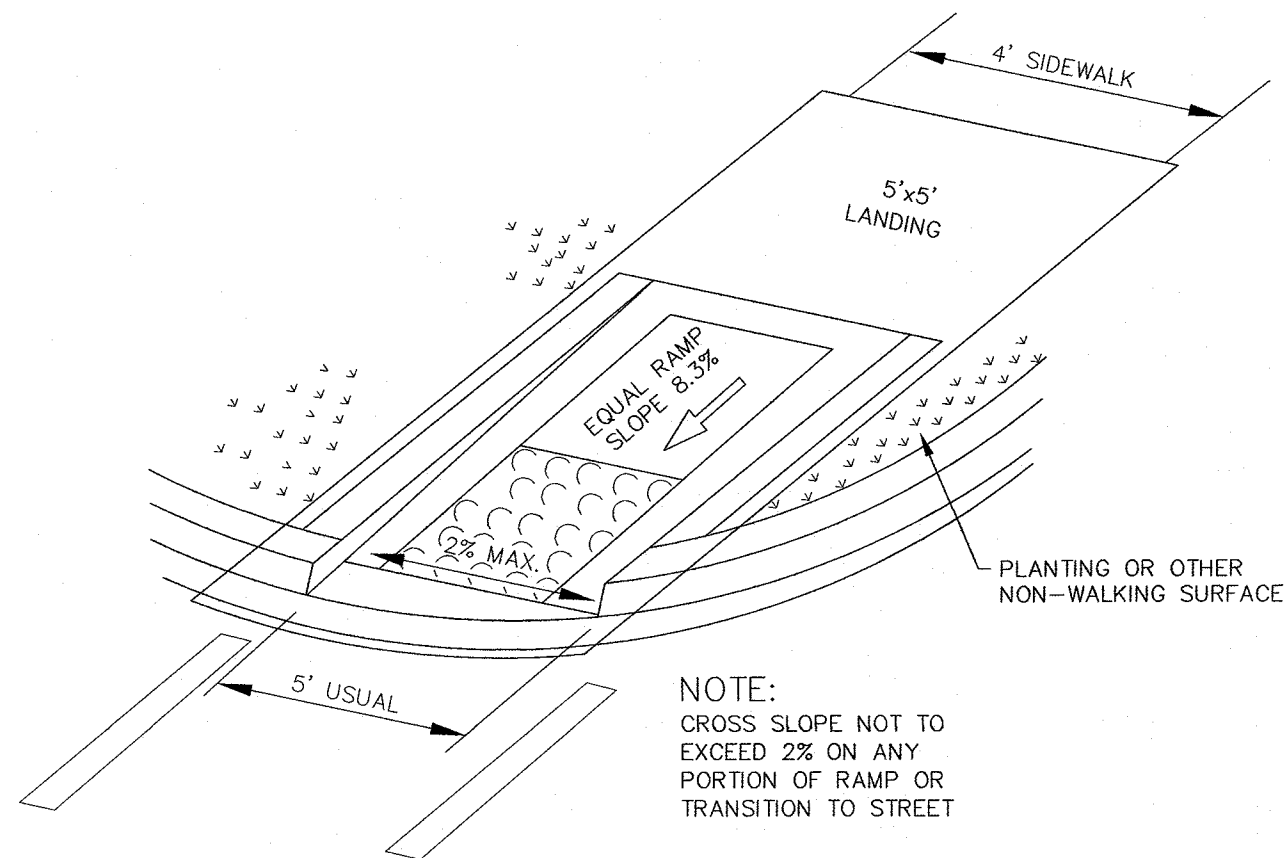 4' SIDEWALK
5'x5'
LANDING
EQUAL RAMP
SLOPE 8.3%
2% MAX.
PLANTING OR OTHER
NON-WALKING SURFACE
5' USUAL
NOTE:
CROSS SLOPE NOT TO
EXCEED 2% ON ANY
PORTION OF RAMP OR
TRANSITION TO STREET